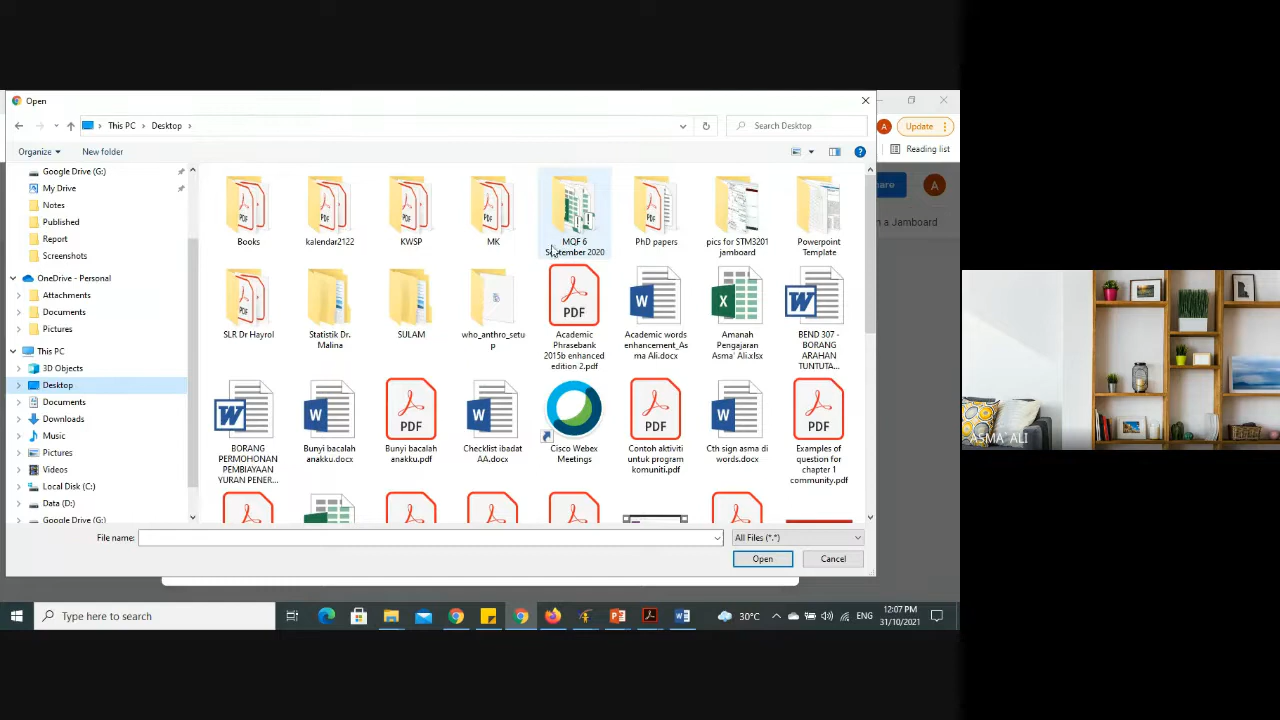 Open
This PC > Desktop >
Search Desktop
A
Update
Organize
New folder
Reading list
Google Drive (G:)
My Drive
Notes
Published
Report
Screenshots
OneDrive - Personal
Attachments
Documents
Pictures
This PC
3D Objects
Desktop
Documents
Downloads
Music
Pictures
Videos
Local Disk (C:)
Data (D:)
Google Drive (G:)
Books
kalendar2122
KWSP
MK
MQF 6
September 2020
PhD papers
pics for STM3201
jamboard
Powerpoint
Template
SLR Dr Hayrol
Statistik Dr.
Malina
SULAM
who_anthro_setu
p
PDF
Academic
Phrasebank
2015b enhanced
edition 2.pdf
Academic words
enhancement_As
ma Ali.docx
Amanah
Pengajaran
Asma` Ali.xlsx
BEND 307 -
BORANG
ARAHAN
TUNTUTA...
BORANG
PERMOHONAN
PEMBIAYAAN
YURAN PENER...
Bunyi bacalah
anakku.docx
PDF
Bunyi bacalah
anakku.pdf
Checklist ibadat
AA.docx
Cisco Webex
Meetings
PDF
Contoh aktiviti
untuk program
komuniti.pdf
Cth sign asma di
words.docx
PDF
Examples of
question for
chapter 1
community.pdf
File name:
All Files (*.*)
Open
Cancel
hare
A
n a Jamboard
Type here to search
30°C
ENG
12:07 PM
31/10/2021
ASMA` ALI